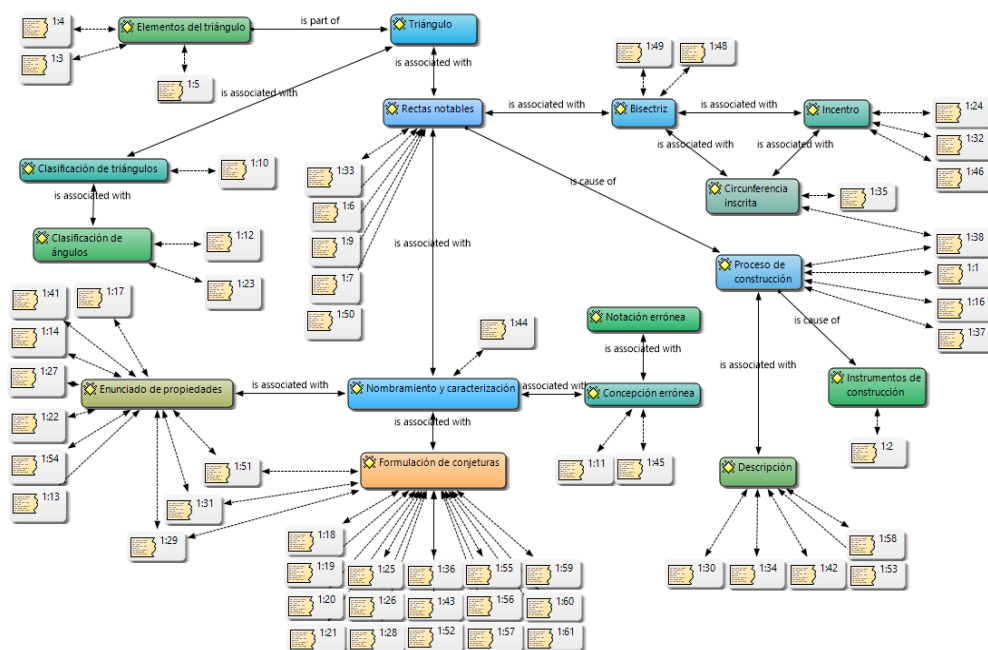 1:4
Elementos del triángulo
is part of
Triángulo
1:3
1:5
is associated with
is associated with
1:49
1:48
Rectas notables
is associated with
Bisectriz
is associated with
Incentro
1:24
1:32
1:46
Clasificación de triángulos
1:10
is associated with
1:33
1:6
1:9
1:7
1:50
is cause of
is associated with
is associated with
Circunferencia
inscrita
1:35
Clasificación de
ángulos
1:12
1:23
is associated with
1:38
1:1
1:16
1:37
Proceso de
construcción
is cause of
1:41
1:17
1:14
1:27
1:22
1:54
1:13
1:44
Notación errónea
is associated with
is associated with
Enunciado de propiedades
is associated with
Nombramiento y caracterización
associated with
Concepción errónea
Instrumentos de
construcción
is associated with
1:2
1:51
1:31
1:29
Formulación de conjeturas
1:11
1:45
Descripción
1:18
1:19
1:25
1:36
1:55
1:59
1:20
1:26
1:43
1:56
1:60
1:21
1:28
1:52
1:57
1:61
1:30
1:34
1:42
1:58
1:53